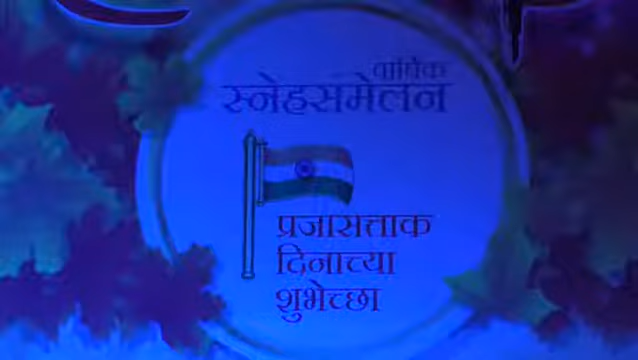 वार्षिक
स्नेहसंमेलन
प्रजासत्ताक
दिनाच्या
शुभेच्छा